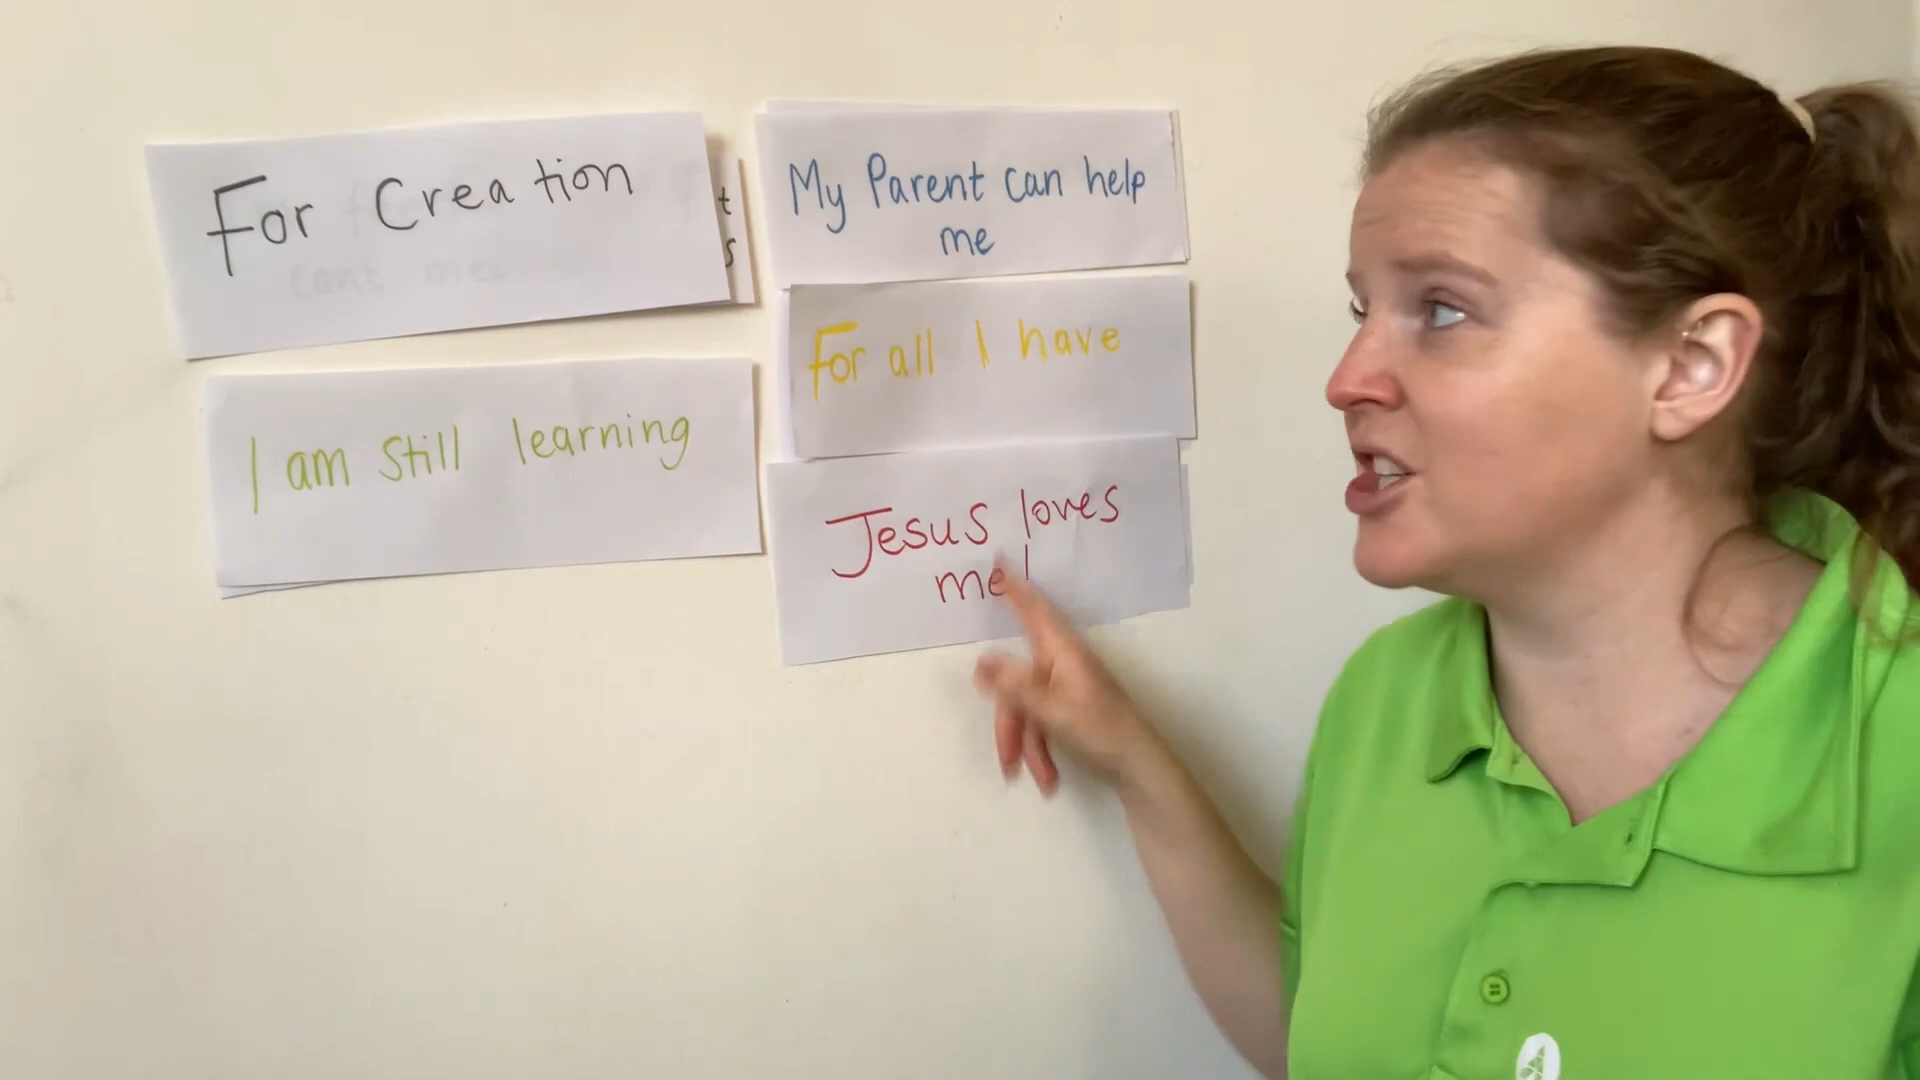 For Creation
t
s
I am still learning
My Parent can help
me
For all I have
Jesus loves
me!